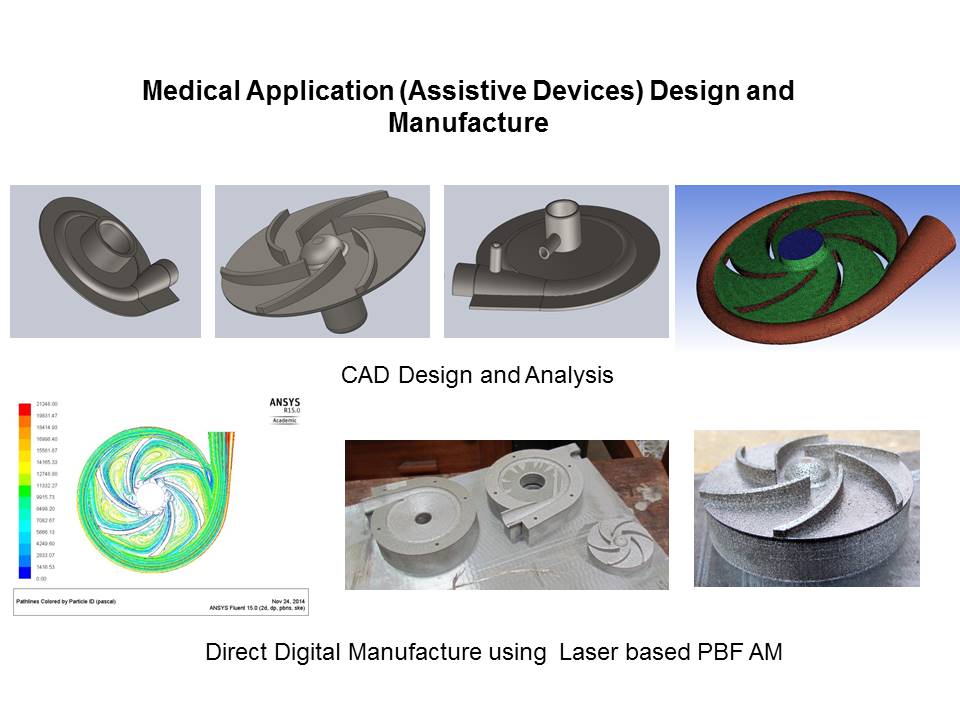 Medical Application (Assistive Devices) Design and
Manufacture
CAD Design and Analysis
21248.00
19831.47
18414.93
16998.40
15581.87
14165.33
12748.80
11332.27
9915.73
8499.20
7082.67
5666.13
4249.60
2833.07
1416.53
0.00
ANSYS
R15.0
Academic
Pathlines Colored by Particle ID (pascal)
Nov 24, 2014
ANSYS Fluent 15.0 (2d, dp, pbns, ske)
Direct Digital Manufacture using Laser based PBF AM